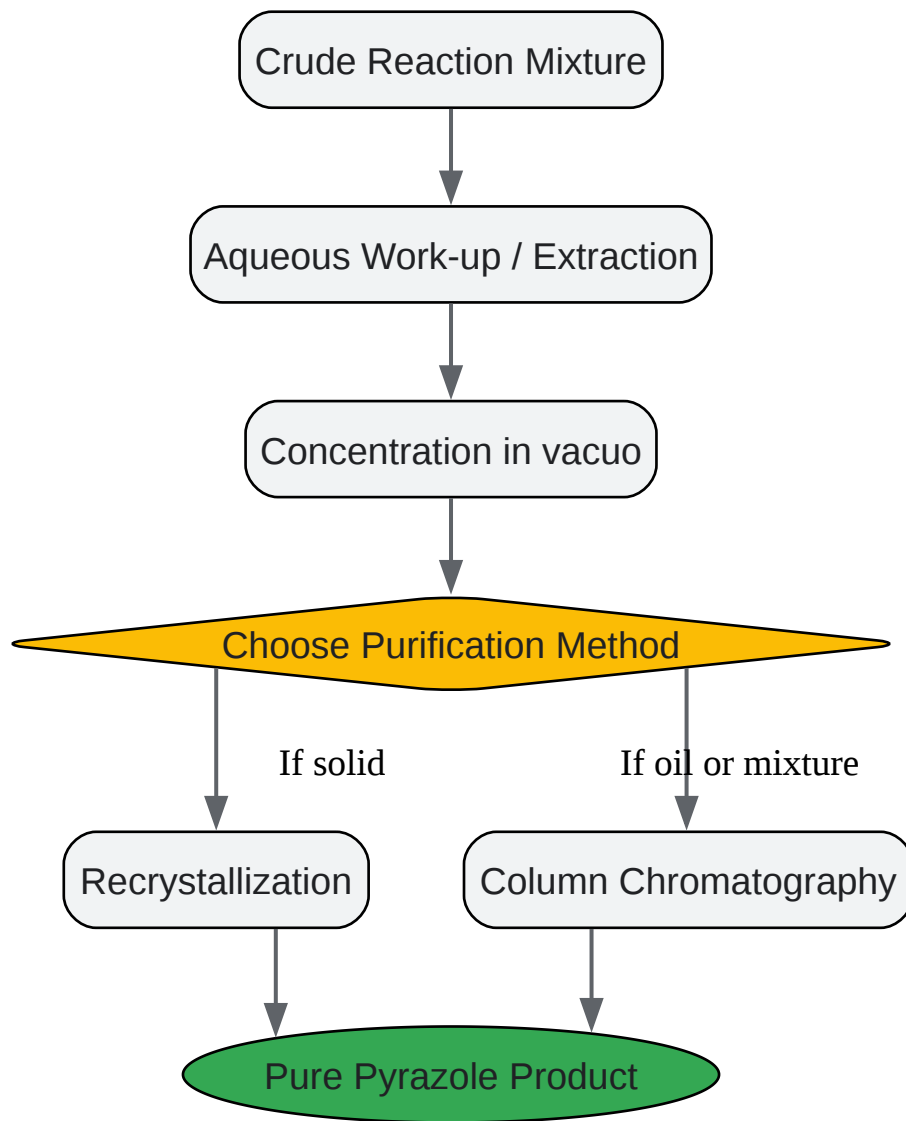 Crude Reaction Mixture
Aqueous Work-up / Extraction
Concentration in vacuo
Choose Purification Method
If solid
If oil or mixture
Recrystallization
Column Chromatography
Pure Pyrazole Product